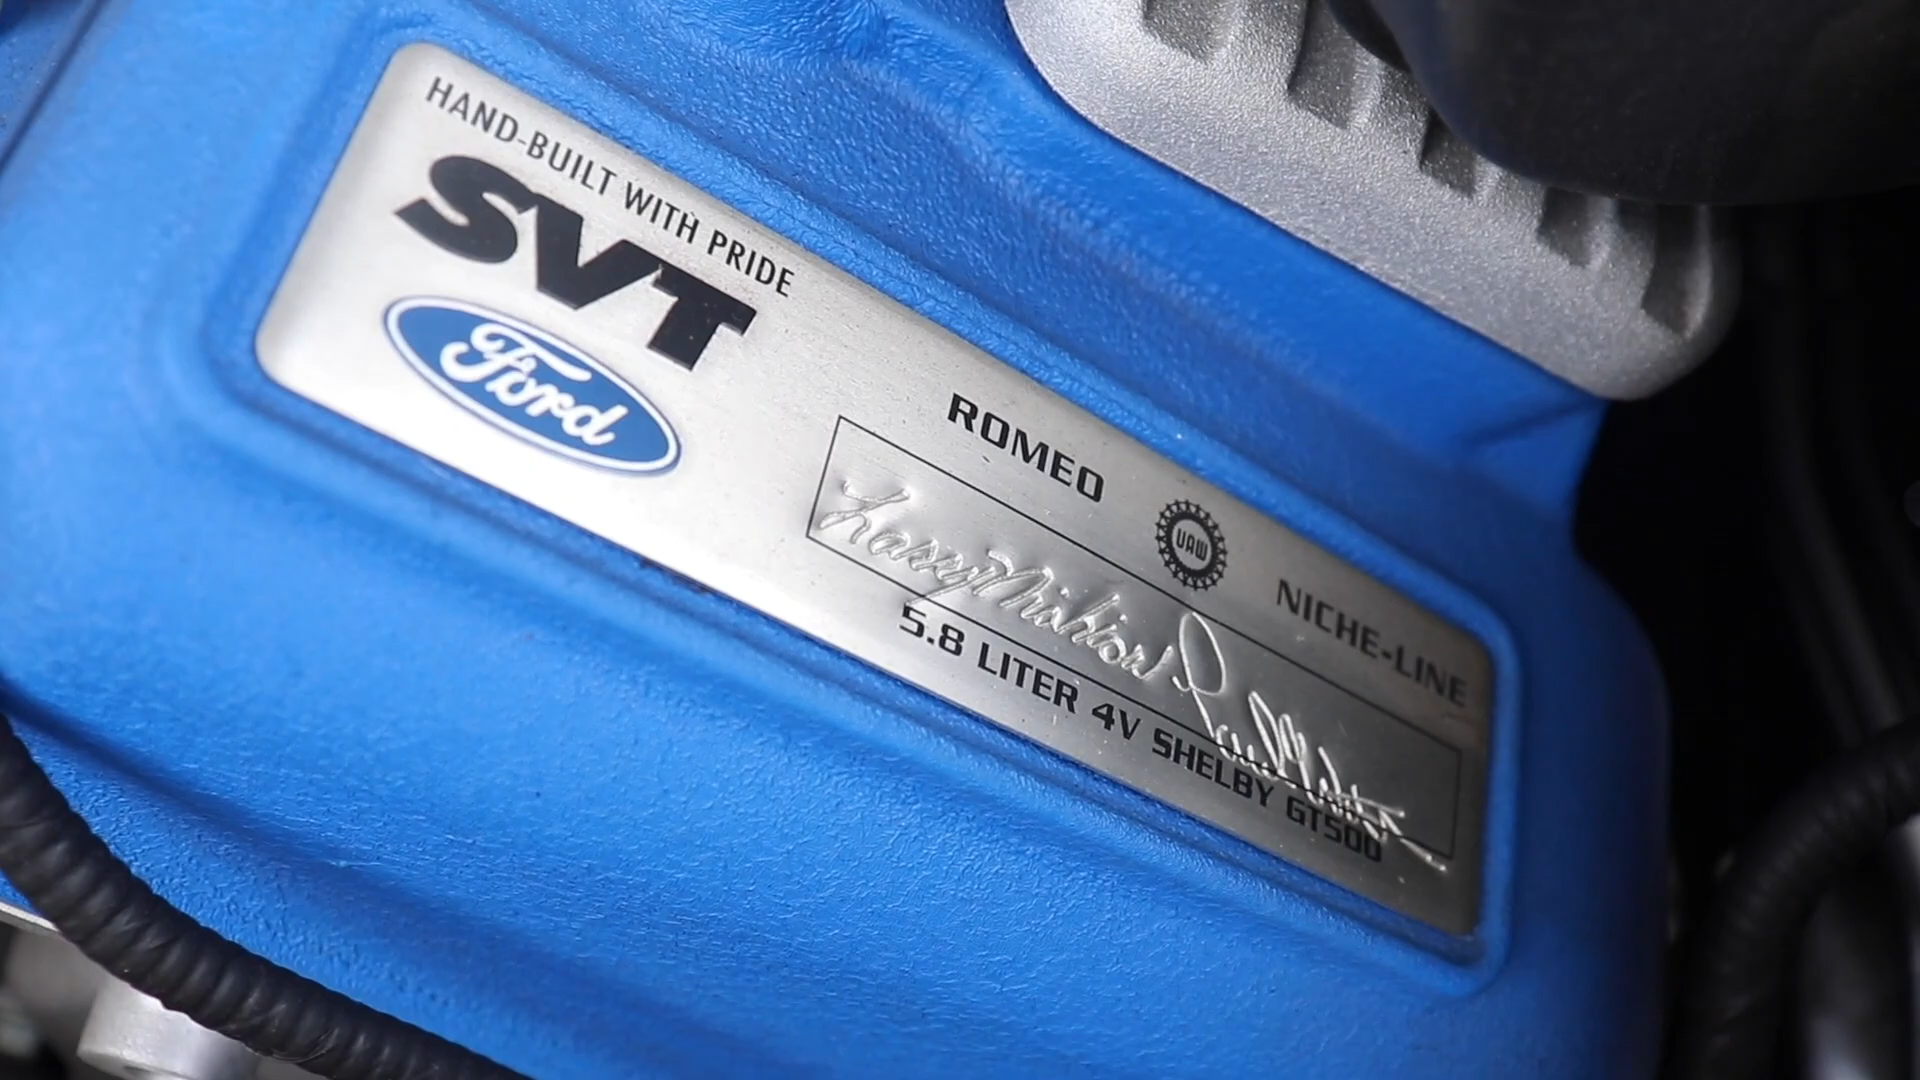 HAND-BUILT WITH PRIDE
SVT
Ford
ROMEO
UAW
NICHE-LINE
5.8 LITER 4V SHELBY GT500